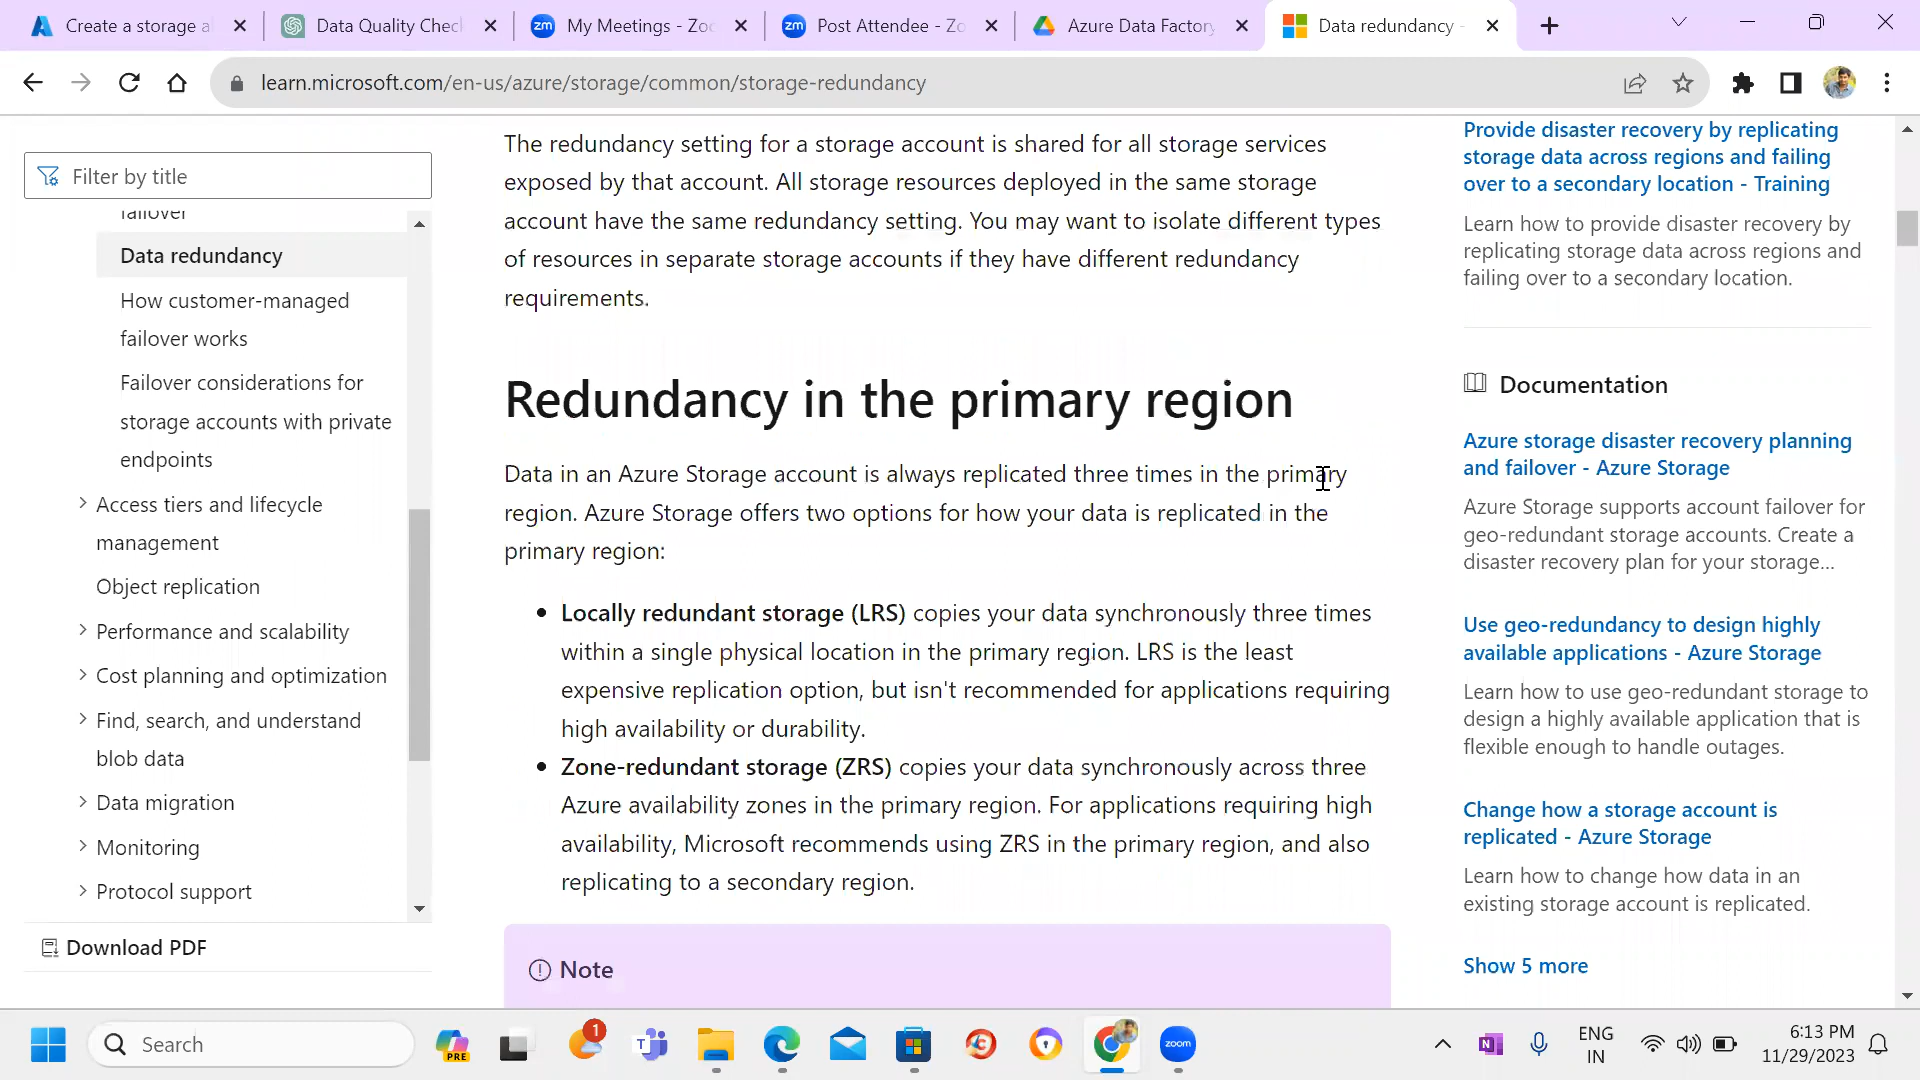 Create a storage a
Data Quality Chec
zm My Meetings - Zoo
zm Post Attendee - Zo
Azure Data Factory
Data redundancy -
learn.microsoft.com/en-us/azure/storage/common/storage-redundancy
Filter by title
failover
Data redundancy
How customer-managed
failover works
Failover considerations for
storage accounts with private
endpoints
Access tiers and lifecycle
management
Object replication
Performance and scalability
Cost planning and optimization
Find, search, and understand
blob data
Data migration
Monitoring
Protocol support
Download PDF
The redundancy setting for a storage account is shared for all storage services
exposed by that account. All storage resources deployed in the same storage
account have the same redundancy setting. You may want to isolate different types
of resources in separate storage accounts if they have different redundancy
requirements.
Redundancy in the primary region
Data in an Azure Storage account is always replicated three times in the primary
region. Azure Storage offers two options for how your data is replicated in the
primary region:
• Locally redundant storage (LRS) copies your data synchronously three times
within a single physical location in the primary region. LRS is the least
expensive replication option, but isn't recommended for applications requiring
high availability or durability.
• Zone-redundant storage (ZRS) copies your data synchronously across three
Azure availability zones in the primary region. For applications requiring high
availability, Microsoft recommends using ZRS in the primary region, and also
replicating to a secondary region.
Note
Provide disaster recovery by replicating
storage data across regions and failing
over to a secondary location - Training
Learn how to provide disaster recovery by
replicating storage data across regions and
failing over to a secondary location.
Documentation
Azure storage disaster recovery planning
and failover - Azure Storage
Azure Storage supports account failover for
geo-redundant storage accounts. Create a
disaster recovery plan for your storage...
Use geo-redundancy to design highly
available applications - Azure Storage
Learn how to use geo-redundant storage to
design a highly available application that is
flexible enough to handle outages.
Change how a storage account is
replicated - Azure Storage
Learn how to change how data in an
existing storage account is replicated.
Show 5 more
Search
PRE
1
zoom
ENG
IN
6:13 PM
11/29/2023